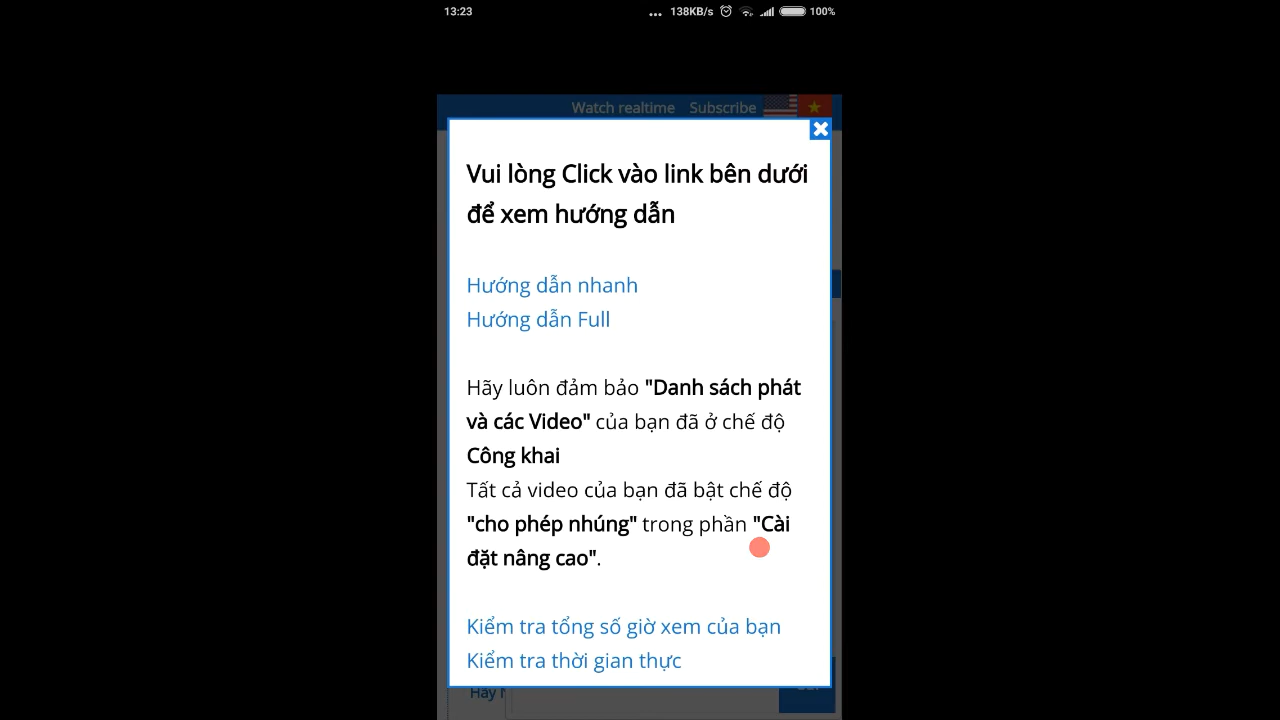 13:23
... 138KB/s 100%
Watch realtime Subscribe
Vui lòng Click vào link bên dưới
để xem hướng dẫn
Hướng dẫn nhanh
Hướng dẫn Full
Hãy luôn đảm bảo "Danh sách phát
và các Video" của bạn đã ở chế độ
Công khai
Tất cả video của bạn đã bật chế độ
"cho phép nhúng" trong phần "Cài
đặt nâng cao".
Kiểm tra tổng số giờ xem của bạn
Kiểm tra thời gian thực
Hãy